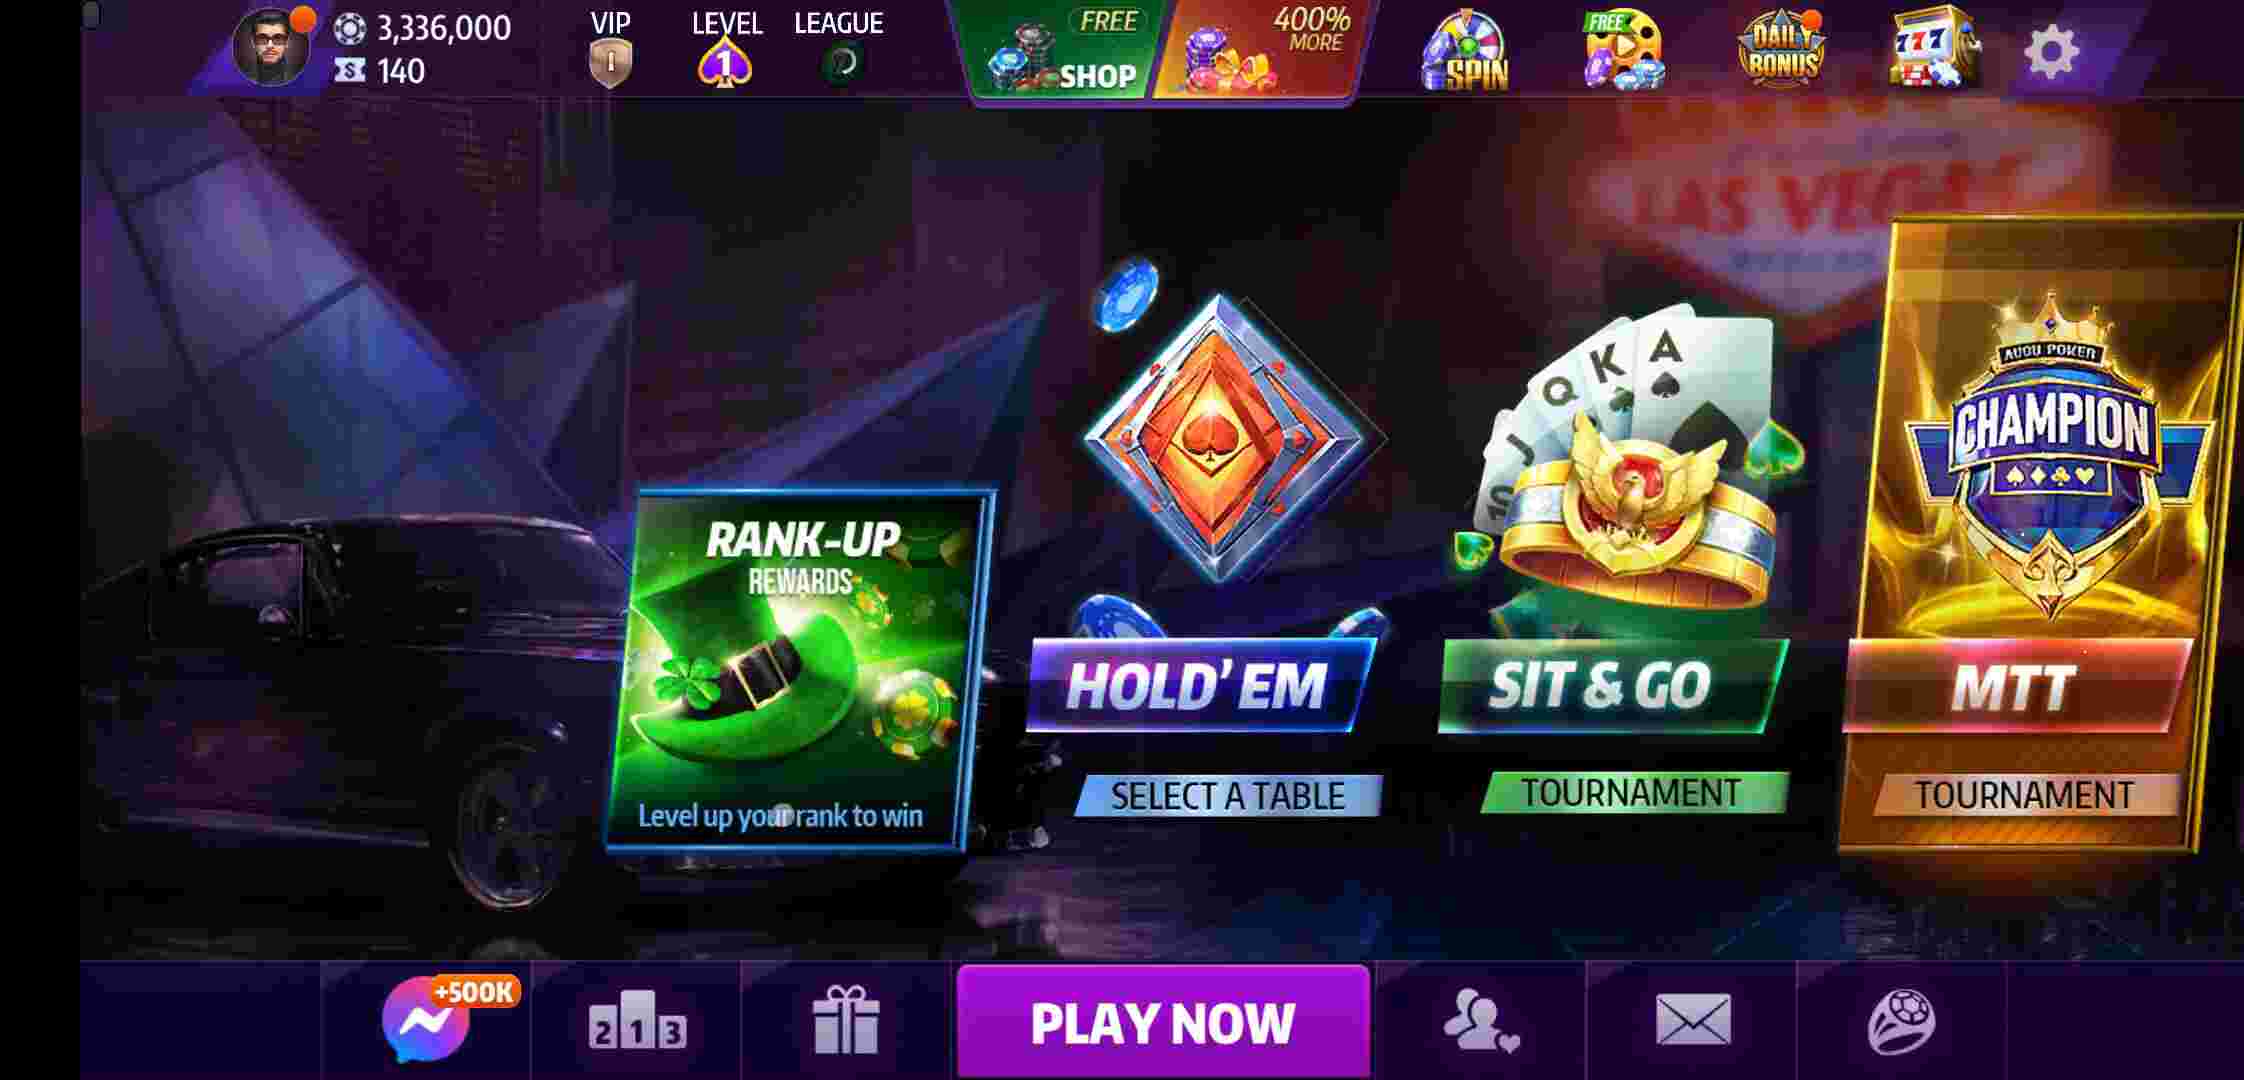 3,336,000
140
VIP
1
LEVEL
1
LEAGUE
FREE
SHOP
400%
MORE
SPIN
FREE
DAILY
BONUS
777
LAS VEGAS
RANK-UP
REWARDS
Level up your rank to win
HOLD' EM
SELECT A TABLE
10 J Q K A
SIT & GO
TOURNAMENT
CHAMPION
MTT
TOURNAMENT
+500K
2 1 3
PLAY NOW